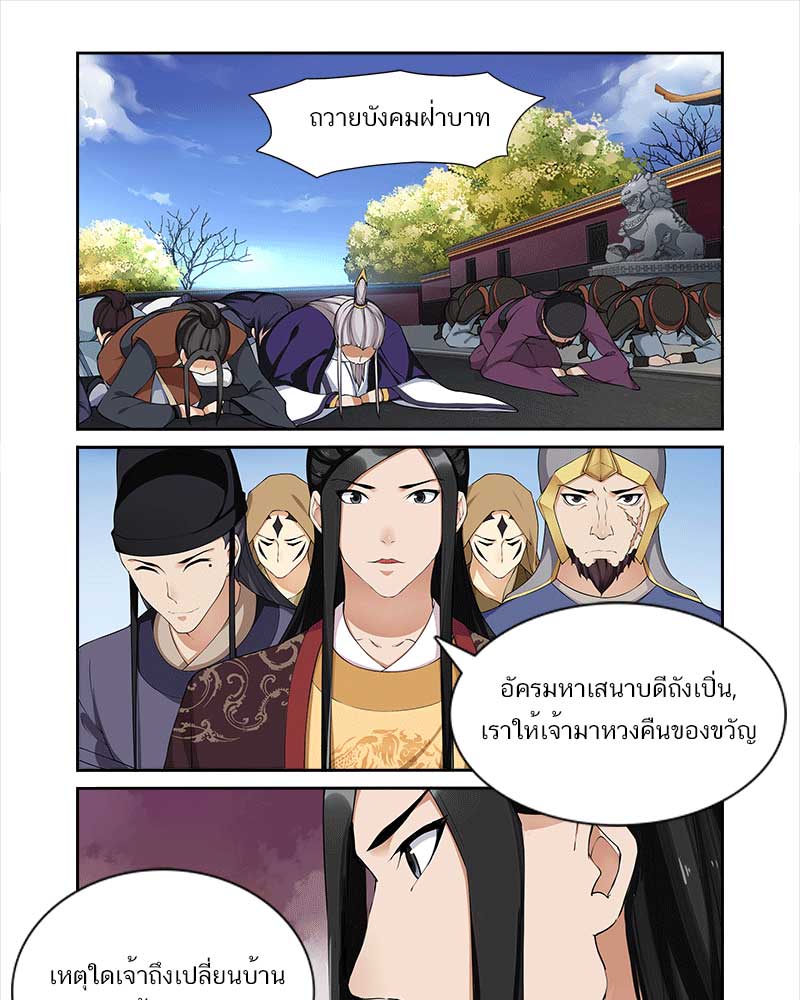 ถวายบังคมฝ่าบาท
อัครมหาเสนาบดีถังเปิ่น,
เราให้เจ้ามาหวงคืนของขวัญ
เหตุใดเจ้าถึงเปลี่ยนบ้าน